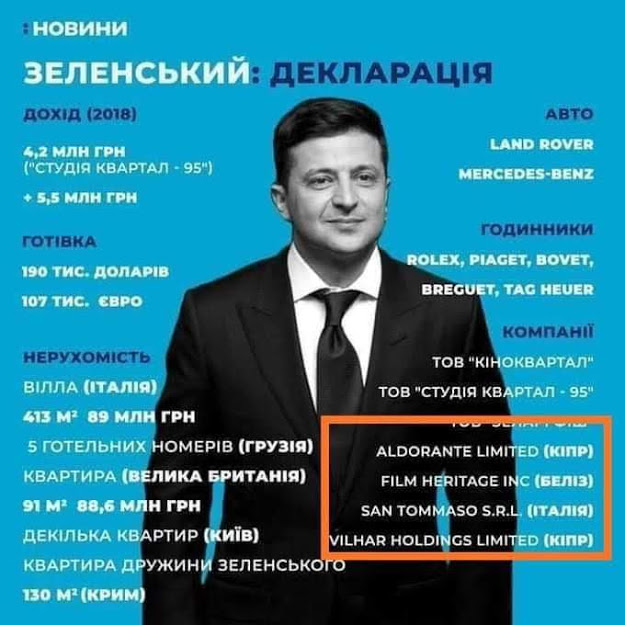 : НОВИНИ
ЗЕЛЕНСЬКИЙ: ДЕКЛАРАЦІЯ
ДОХІД (2018)
4,2 МЛН ГРН
("СТУДІЯ КВАРТАЛ - 95")
+ 5,5 МЛН ГРН
ГОТІВКА
190 ТИС. ДОЛАРІВ
107 ТИС. ЄВРО
НЕРУХОМІСТЬ
ВІЛЛА (ІТАЛІЯ)
413 М² 89 МЛН ГРН
5 ГОТЕЛЬНИХ НОМЕРІВ (ГРУЗІЯ)
КВАРТИРА (ВЕЛИКА БРИТАНІЯ)
91 М² 88,6 МЛН ГРН
ДЕКІЛЬКА КВАРТИР (КИЇВ)
КВАРТИРА ДРУЖИНИ ЗЕЛЕНСЬКОГО
130 М² (КРИМ)
АВТО
LAND ROVER
MERCEDES-BENZ
ГОДИННИКИ
ROLEX, PIAGET, BOVET,
BREGUET, TAG HEUER
КОМПАНІЇ
ТОВ "КІНОКВАРТАЛ"
ТОВ "СТУДІЯ КВАРТАЛ - 95"
ТОВ
ALDORANTE LIMITED (КІПР)
FILM HERITAGE INC (БЕЛІЗ)
SAN TOMMASO S.R.L. (ІТАЛІЯ)
VILHAR HOLDINGS LIMITED (КІПР)